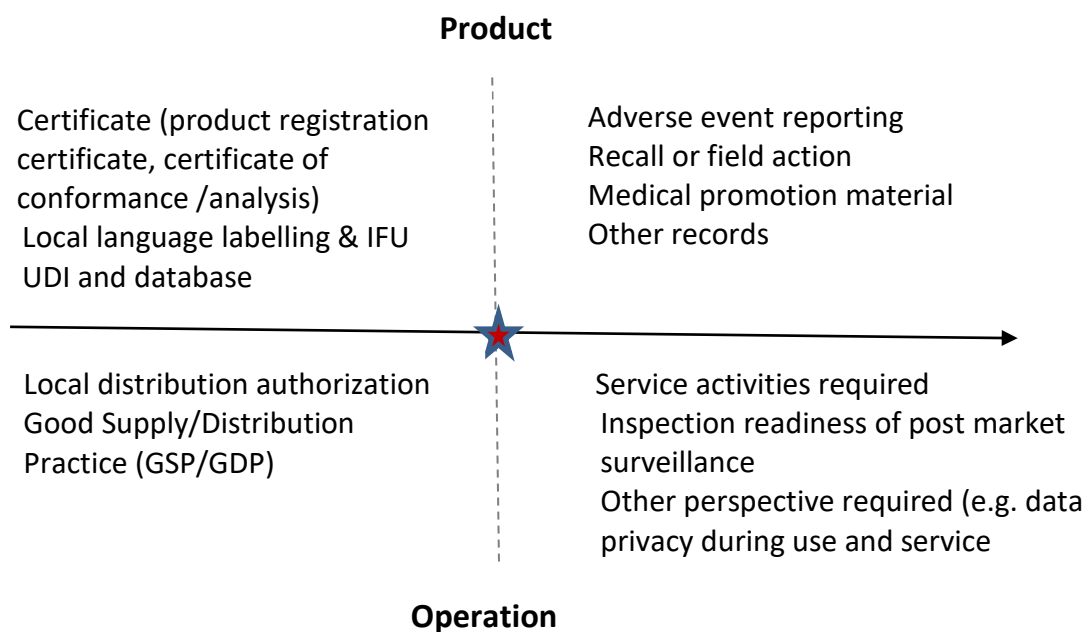 Product
Certificate (product registration
certificate, certificate of
conformance /analysis)
Local language labelling & IFU
UDI and database
Adverse event reporting
Recall or field action
Medical promotion material
Other records
Local distribution authorization
Good Supply/Distribution
Practice (GSP/GDP)
Service activities required
Inspection readiness of post market
surveillance
Other perspective required (e.g. data
privacy during use and service
Operation